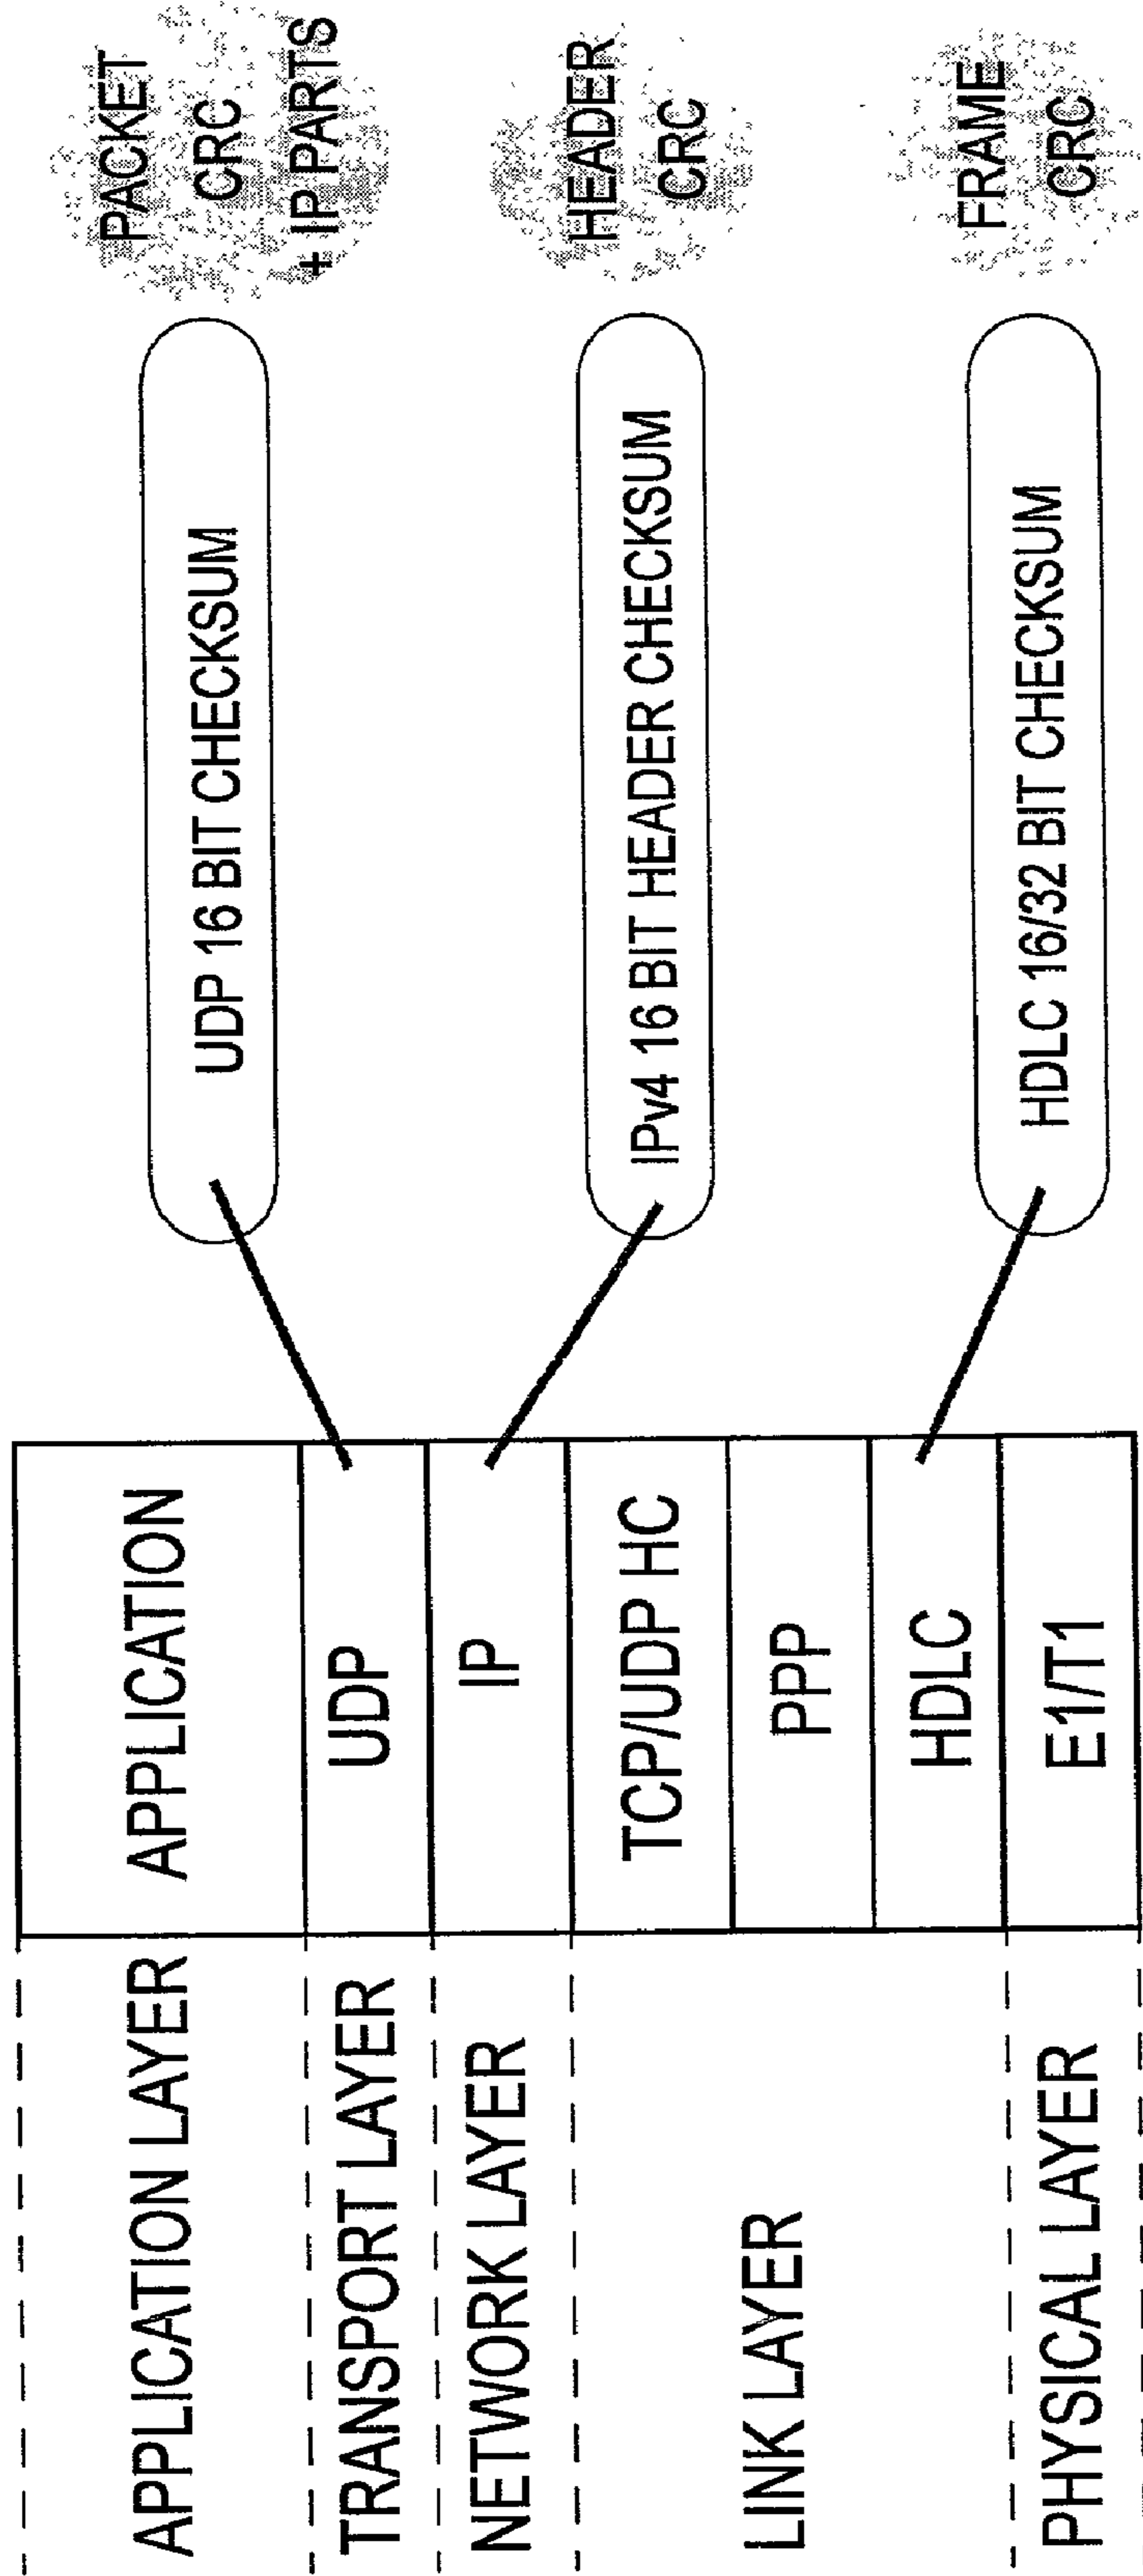 APPLICATION LAYER
APPLICATION
TRANSPORT LAYER
UDP
UDP 16 BIT CHECKSUM
PACKET
CRC
+ IP PARTS
NETWORK LAYER
IP
IPv4 16 BIT HEADER CHECKSUM
HEADER
CRC
LINK LAYER
TCP/UDP HC
PPP
HDLC
HDLC 16/32 BIT CHECKSUM
FRAME
CRC
PHYSICAL LAYER
E1/T1